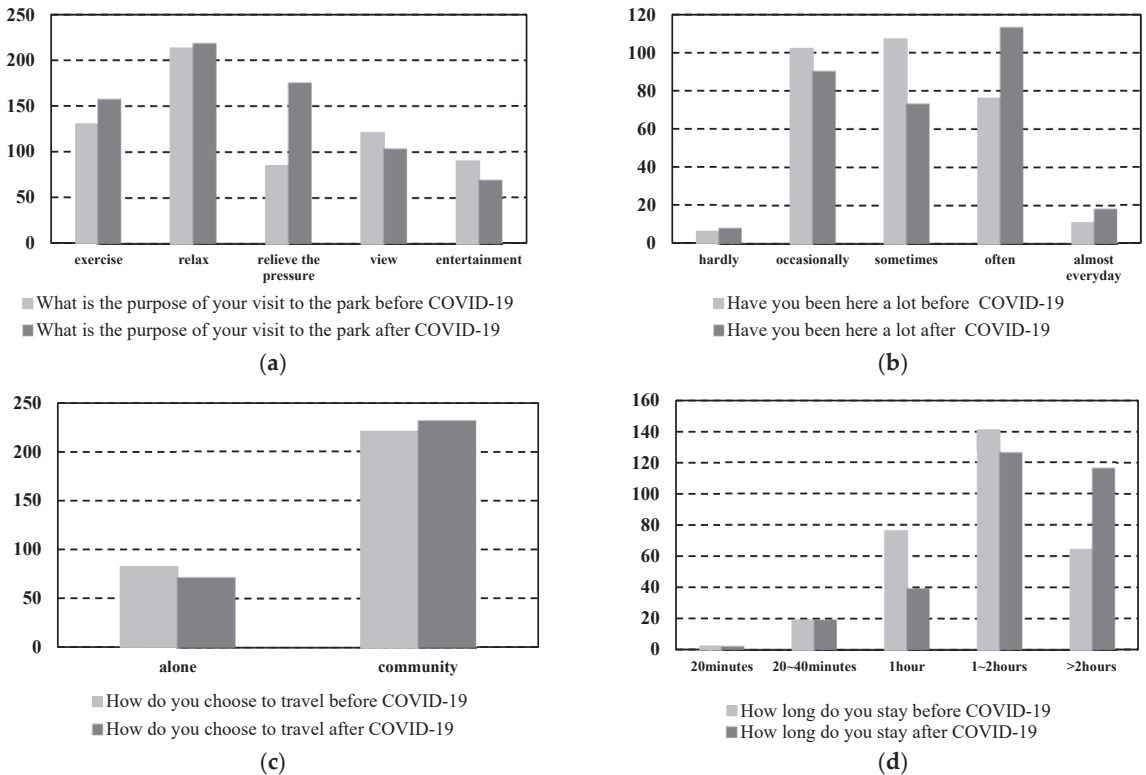 250
200
150
100
50
0
exercise relax relieve the pressure view entertainment
What is the purpose of your visit to the park before COVID-19
What is the purpose of your visit to the park after COVID-19
(a)
120
100
80
60
40
20
0
hardly occasionally sometimes often almost everyday
Have you been here a lot before COVID-19
Have you been here a lot after COVID-19
(b)
250
200
150
100
50
0
alone community
How do you choose to travel before COVID-19
How do you choose to travel after COVID-19
(c)
160
140
120
100
80
60
40
20
0
20minutes 20~40minutes 1hour 1~2hours >2hours
How long do you stay before COVID-19
How long do you stay after COVID-19
(d)